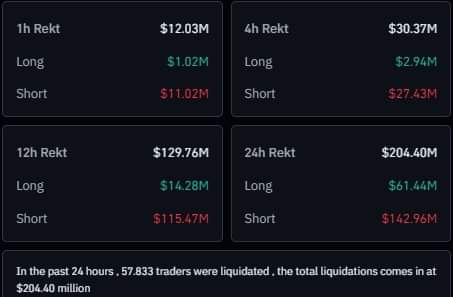 1h Rekt $12.03M
Long $1.02M
Short $11.02M
4h Rekt $30.37M
Long $2.94M
Short $27.43M
12h Rekt $129.76M
Long $14.28M
Short $115.47M
24h Rekt $204.40M
Long $61.44M
Short $142.96M
In the past 24 hours , 57.833 traders were liquidated , the total liquidations comes in at
$204.40 million